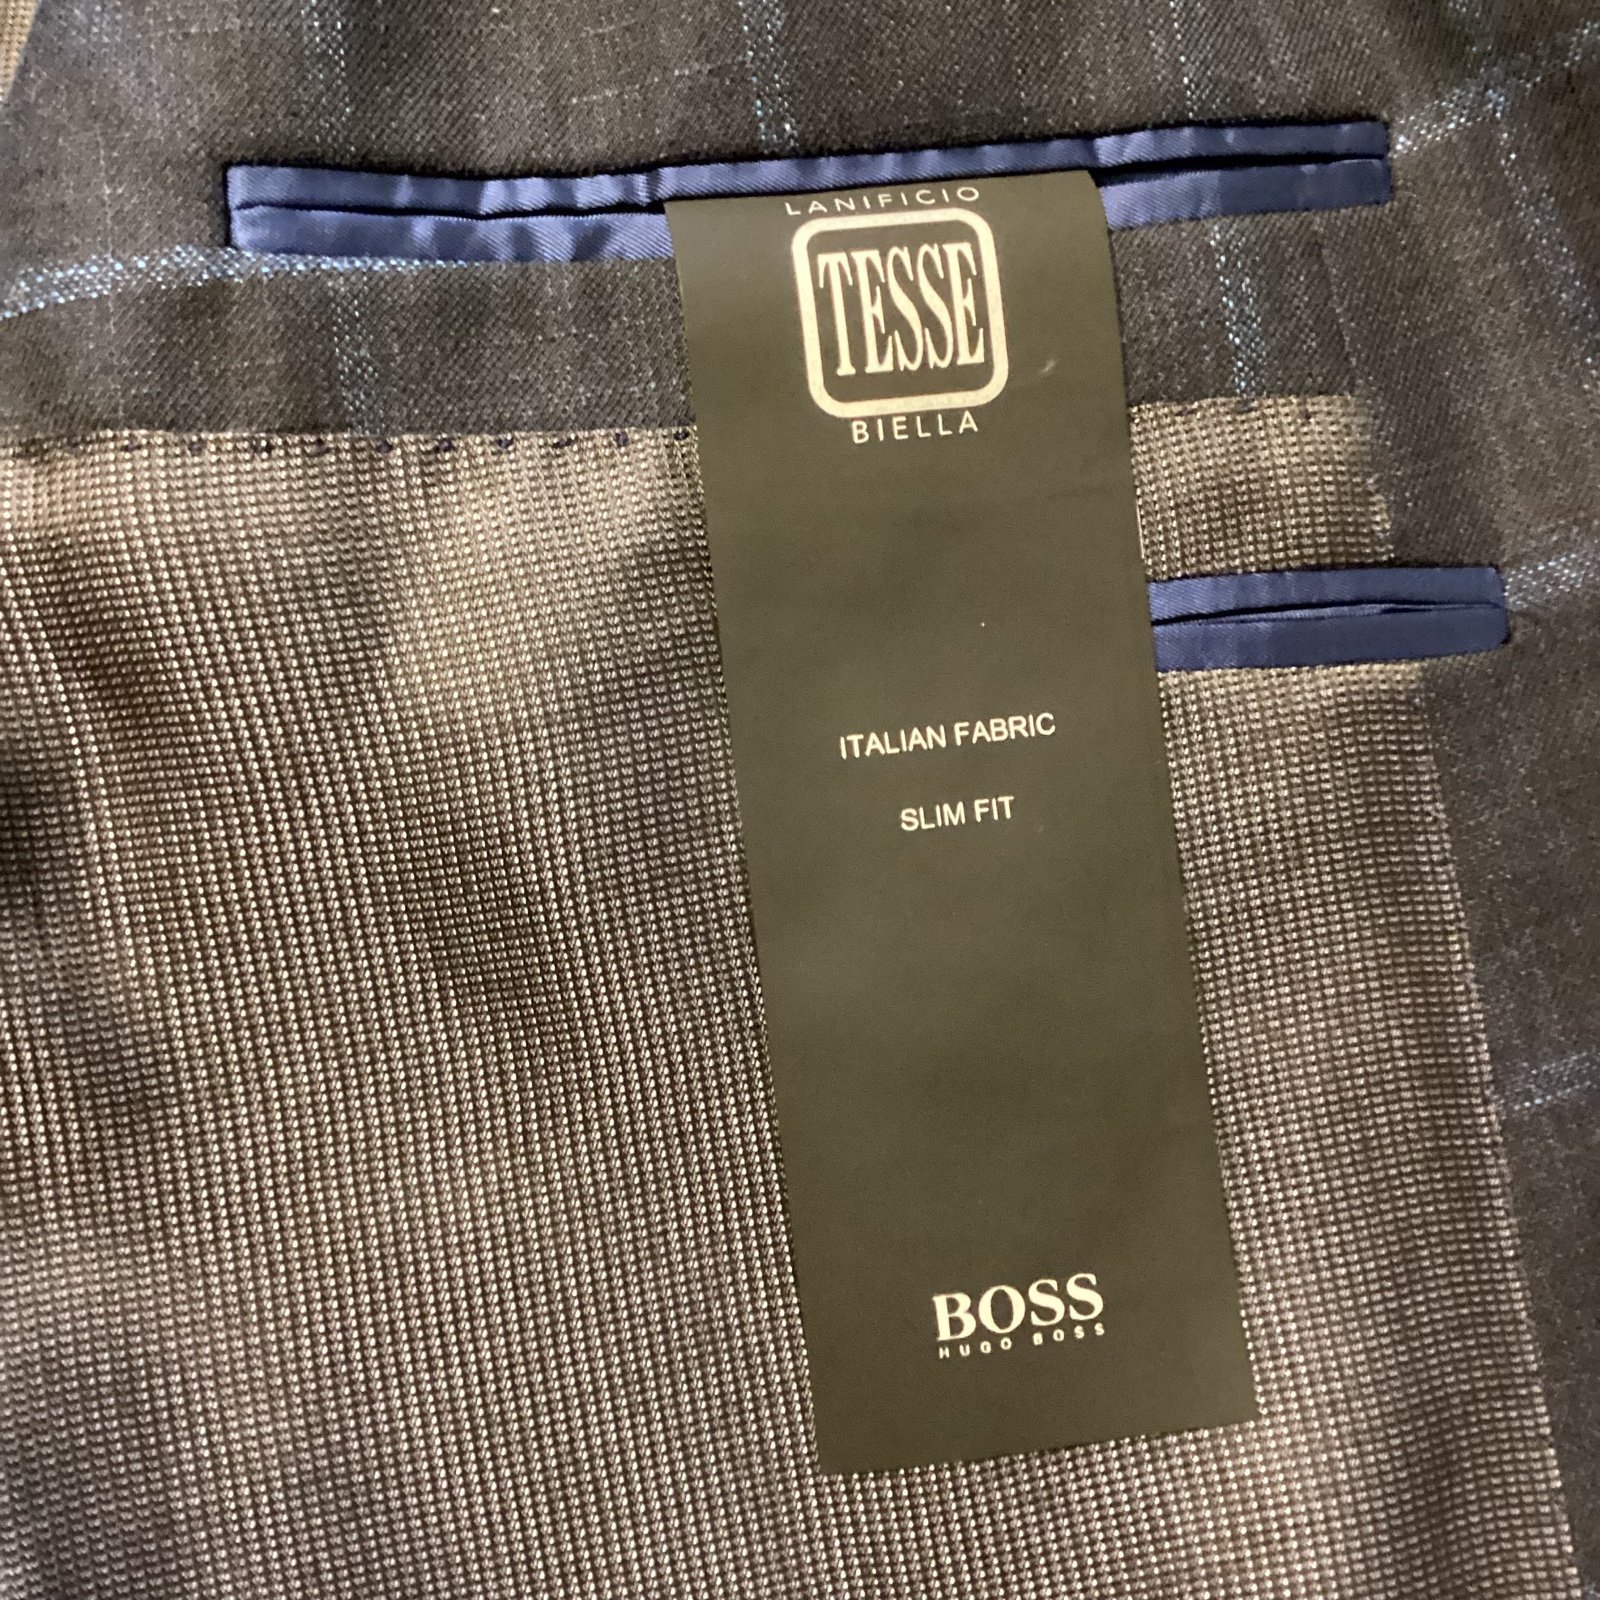 LANIFICIO
TESSE
BIELLA
ITALIAN FABRIC
SLIM FIT
BOSS
HUGO BOSS